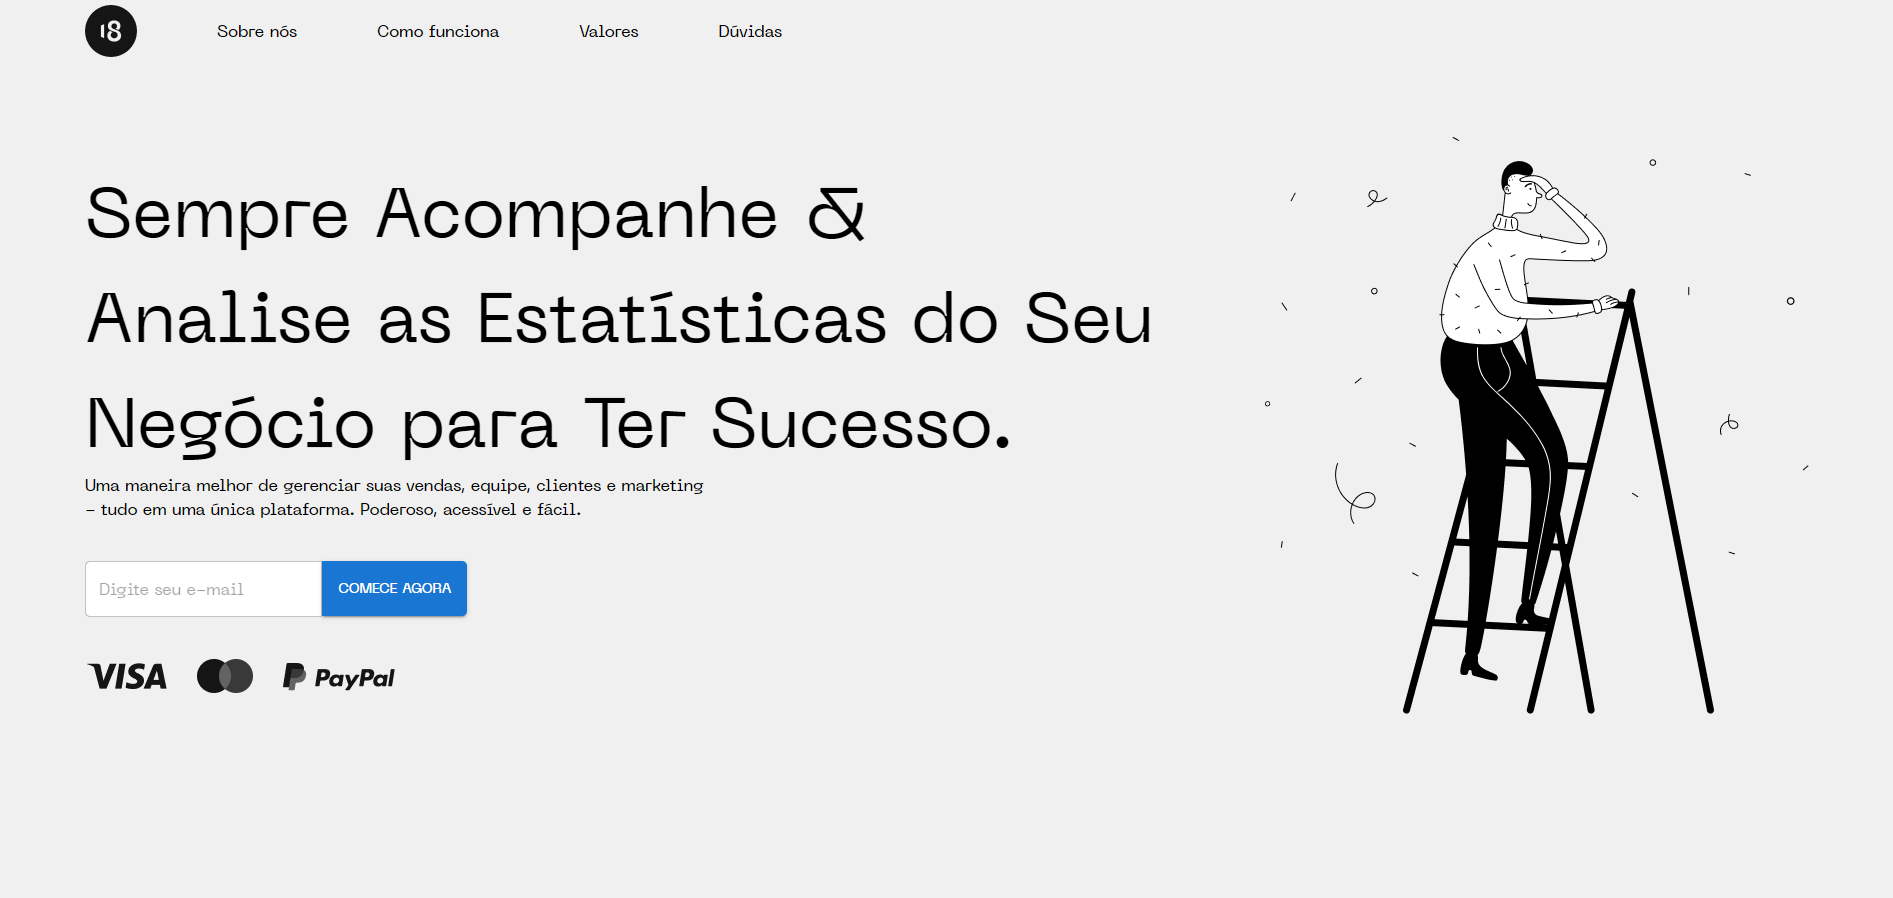 18
Sobre nós
Como funciona
Valores
Dúvidas
Sempre Acompanhe &
Analise as Estatísticas do Seu
Negócio para Ter Sucesso.
Uma maneira melhor de gerenciar suas vendas, equipe, clientes e marketing
- tudo em uma única plataforma. Poderoso, acessível e fácil.
Digite seu e-mail
COMECE AGORA
VISA
PayPal